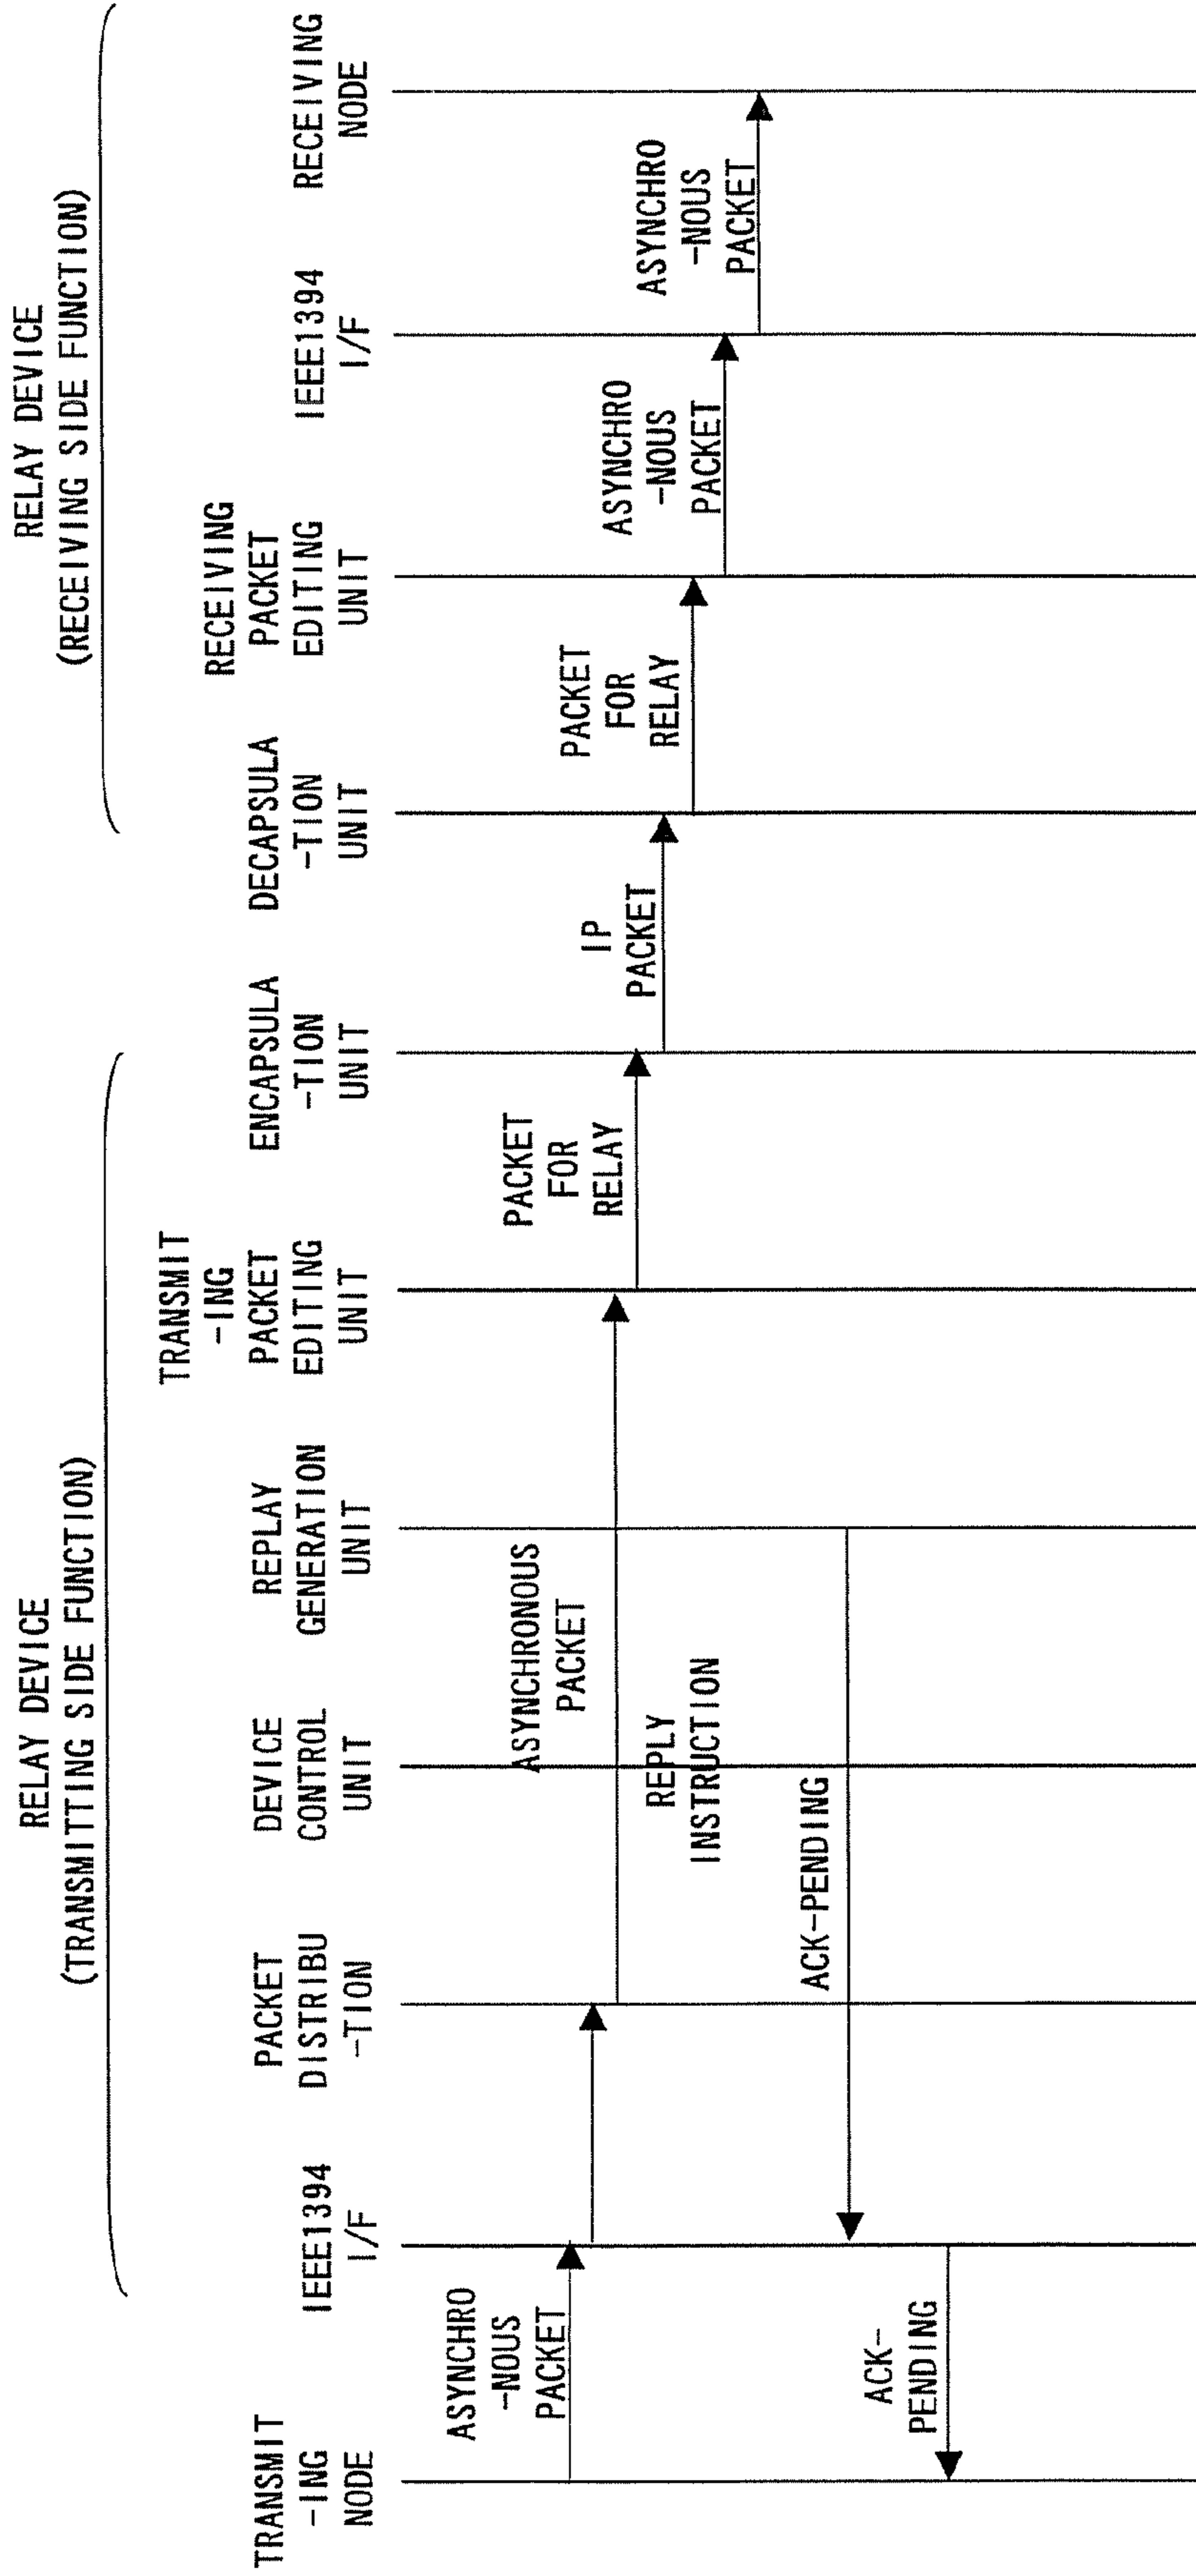 RELAY DEVICE
(TRANSMITTING SIDE FUNCTION)
RELAY DEVICE
(RECEIVING SIDE FUNCTION)
TRANSMIT
-ING
NODE
IEEE1394
I/F
PACKET
DISTRIBU
-TION
DEVICE
CONTROL
UNIT
REPLAY
GENERATION
UNIT
TRANSMIT
-ING
PACKET
EDITING
UNIT
ENCAPSULA
-TION
UNIT
DECAPSULA
-TION
UNIT
RECEIVING
PACKET
EDITING
UNIT
IEEE1394
I/F
RECEIVING
NODE
ASYNCHRO
-NOUS
PACKET
ASYNCHRONOUS
PACKET
REPLY
INSTRUCTION
PACKET
FOR
RELAY
IP
PACKET
PACKET
FOR
RELAY
ASYNCHRO
-NOUS
PACKET
ASYNCHRO
-NOUS
PACKET
ACK-PENDING
ACK-
PENDING